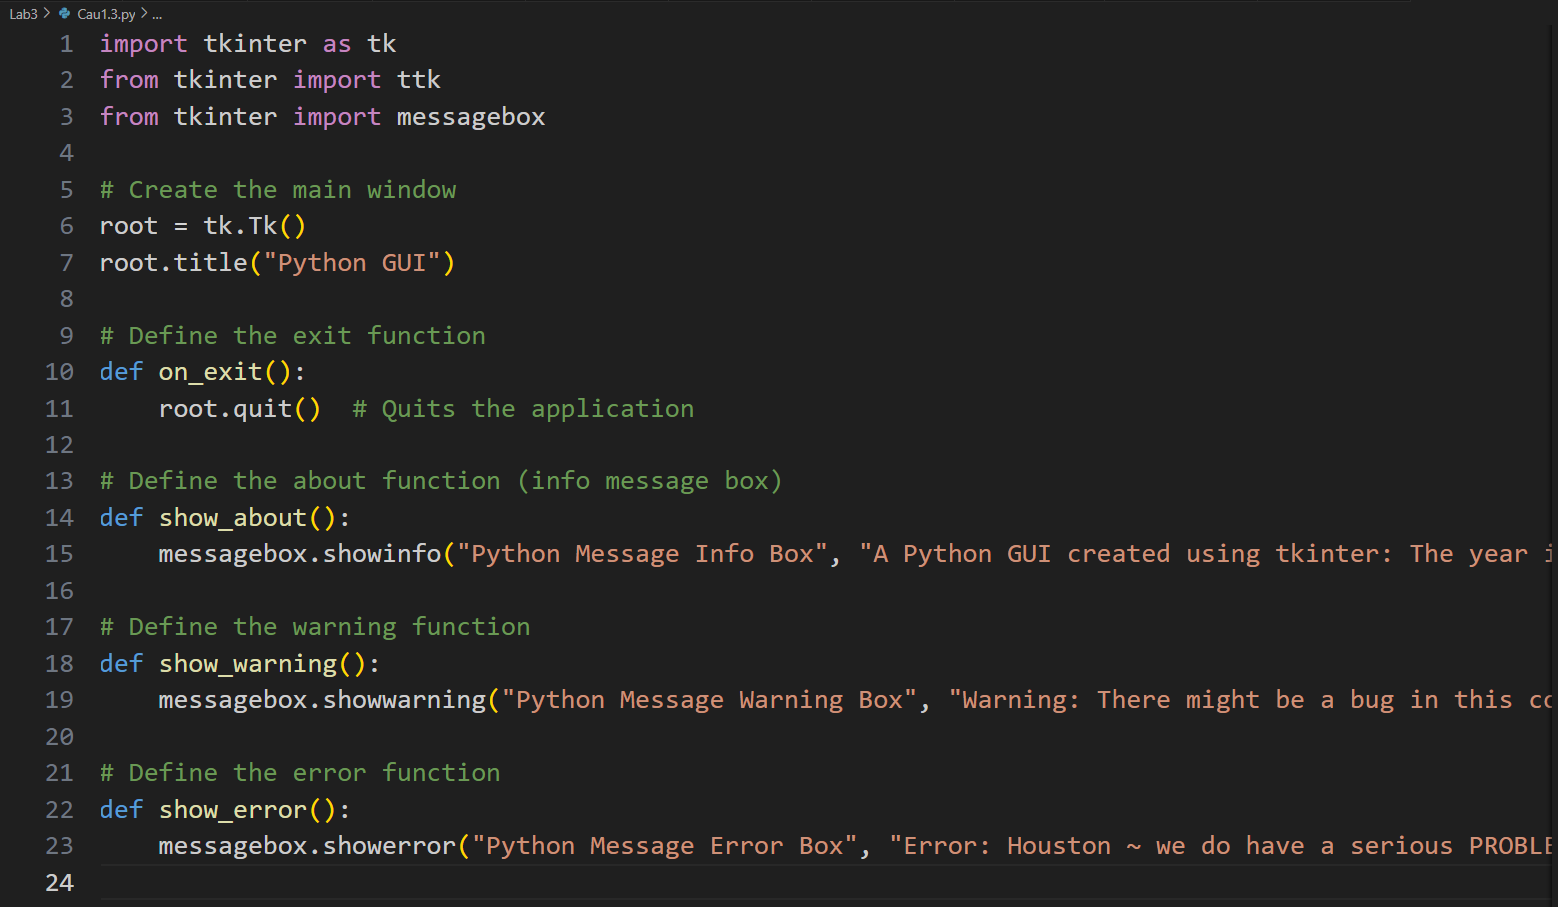 Lab3 > Cau1.3.py > ...
1 import tkinter as tk
2 from tkinter import ttk
3 from tkinter import messagebox
4
5 # Create the main window
6 root = tk.Tk()
7 root.title("Python GUI")
8
9 # Define the exit function
10 def on_exit():
11     root.quit()  # Quits the application
12
13 # Define the about function (info message box)
14 def show_about():
15     messagebox.showinfo("Python Message Info Box", "A Python GUI created using tkinter: The year
16
17 # Define the warning function
18 def show_warning():
19     messagebox.showwarning("Python Message Warning Box", "Warning: There might be a bug in this
20
21 # Define the error function
22 def show_error():
23     messagebox.showerror("Python Message Error Box", "Error: Houston ~ we do have a serious
24